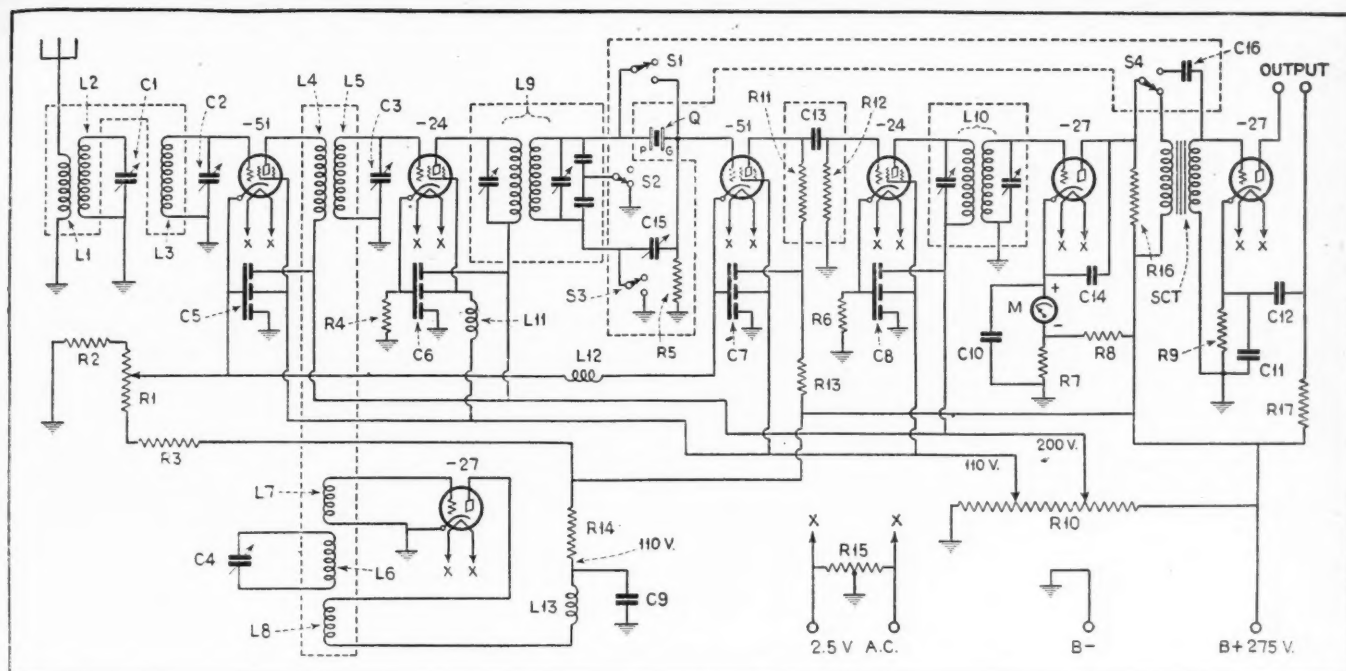 L2
C1
L3
C2
-51
L4
L5
C3
-24
L9
S1
Q
P
G
S2
C15
S3
R5
-51
R11
C13
R12
-24
L10
-27
S4
C16
OUTPUT
-27
L1
X X
X X
X X
X X
X X
X X
C5
R4
C6
L11
C7
R6
C8
M
+
-
C14
C10
R7
R8
R16
SCT
R9
C12
C11
R17
R2
R1
R3
L12
R13
110 V.
200 V.
R10
L7
-27
X X
C4
L6
L8
R14
110 V.
L13
C9
X
R15
X
2.5 V A.C.
B-
B+ 275 V.